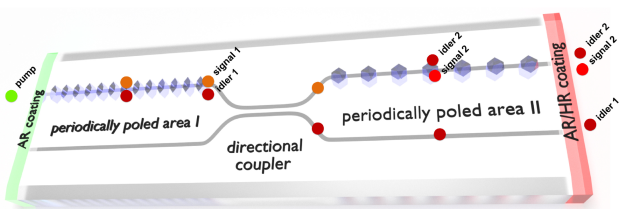 pump
AR coating
periodically poled area I
signal 1
idler 1
directional
coupler
idler 2
signal 2
periodically poled area II
AR/HR coating
idler 2
signal 2
idler 1